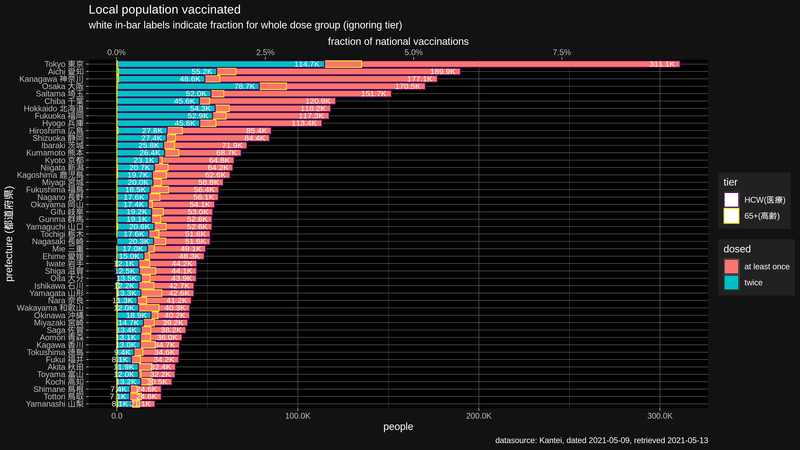 Local population vaccinated
white in-bar labels indicate fraction for whole dose group (ignoring tier)
fraction of national vaccinations
0.0% 2.5% 5.0% 7.5%
Tokyo 東京 114.7K 311.1K
Aichi 愛知 55.2K 189.9K
Kanagawa 神奈川 48.6K 177.1K
Osaka 大阪 78.7K 170.5K
Saitama 埼玉 52.0K 151.7K
Chiba 千葉 45.6K 120.9K
Hokkaido 北海道 54.3K 118.2K
Fukuoka 福岡 52.9K 117.3K
Hyogo 兵庫 45.8K 113.4K
Hiroshima 広島 27.8K 85.4K
Shizuoka 静岡 27.4K 84.4K
Ibaraki 茨城 25.8K 71.9K
Kumamoto 熊本 26.4K 68.7K
Kyoto 京都 23.1K 64.8K
Niigata 新潟 20.7K 64.2K
Kagoshima 鹿児島 19.7K 62.6K
Miyagi 宮城 20.0K 58.8K
Fukushima 福島 18.5K 56.4K
Nagano 長野 17.6K 56.1K
Okayama 岡山 17.4K 54.1K
Gifu 岐阜 19.2K 53.0K
Gunma 群馬 19.1K 52.6K
Yamaguchi 山口 20.6K 52.6K
Tochigi 栃木 17.6K 51.6K
Nagasaki 長崎 20.3K 51.6K
Mie 三重 17.0K 49.1K
Ehime 愛媛 15.0K 48.3K
Iwate 岩手 12.1K 44.2K
Shiga 滋賀 12.5K 44.1K
Oita 大分 13.5K 43.9K
Ishikawa 石川 12.2K 42.7K
Yamagata 山形 13.3K 42.6K
Nara 奈良 11.3K 41.2K
Wakayama 和歌山 12.0K 40.3K
Okinawa 沖縄 18.9K 40.2K
Miyazaki 宮崎 14.7K 39.2K
Saga 佐賀 13.4K 38.2K
Aomori 青森 13.1K 36.0K
Kagawa 香川 13.0K 34.7K
Tokushima 徳島 9.4K 34.6K
Fukui 福井 8.1K 34.2K
Akita 秋田 11.9K 32.4K
Toyama 富山 12.0K 32.2K
Kochi 高知 13.2K 30.5K
Shimane 島根 7.4K 24.6K
Tottori 鳥取 7.1K 24.6K
Yamanashi 山梨 8.1K 21.1K
0.0 100.0K 200.0K 300.0K
people
prefecture (都道府県)
tier
HCW(医療)
65+(高齢)
dosed
at least once
twice
datasource: Kantei, dated 2021-05-09, retrieved 2021-05-13